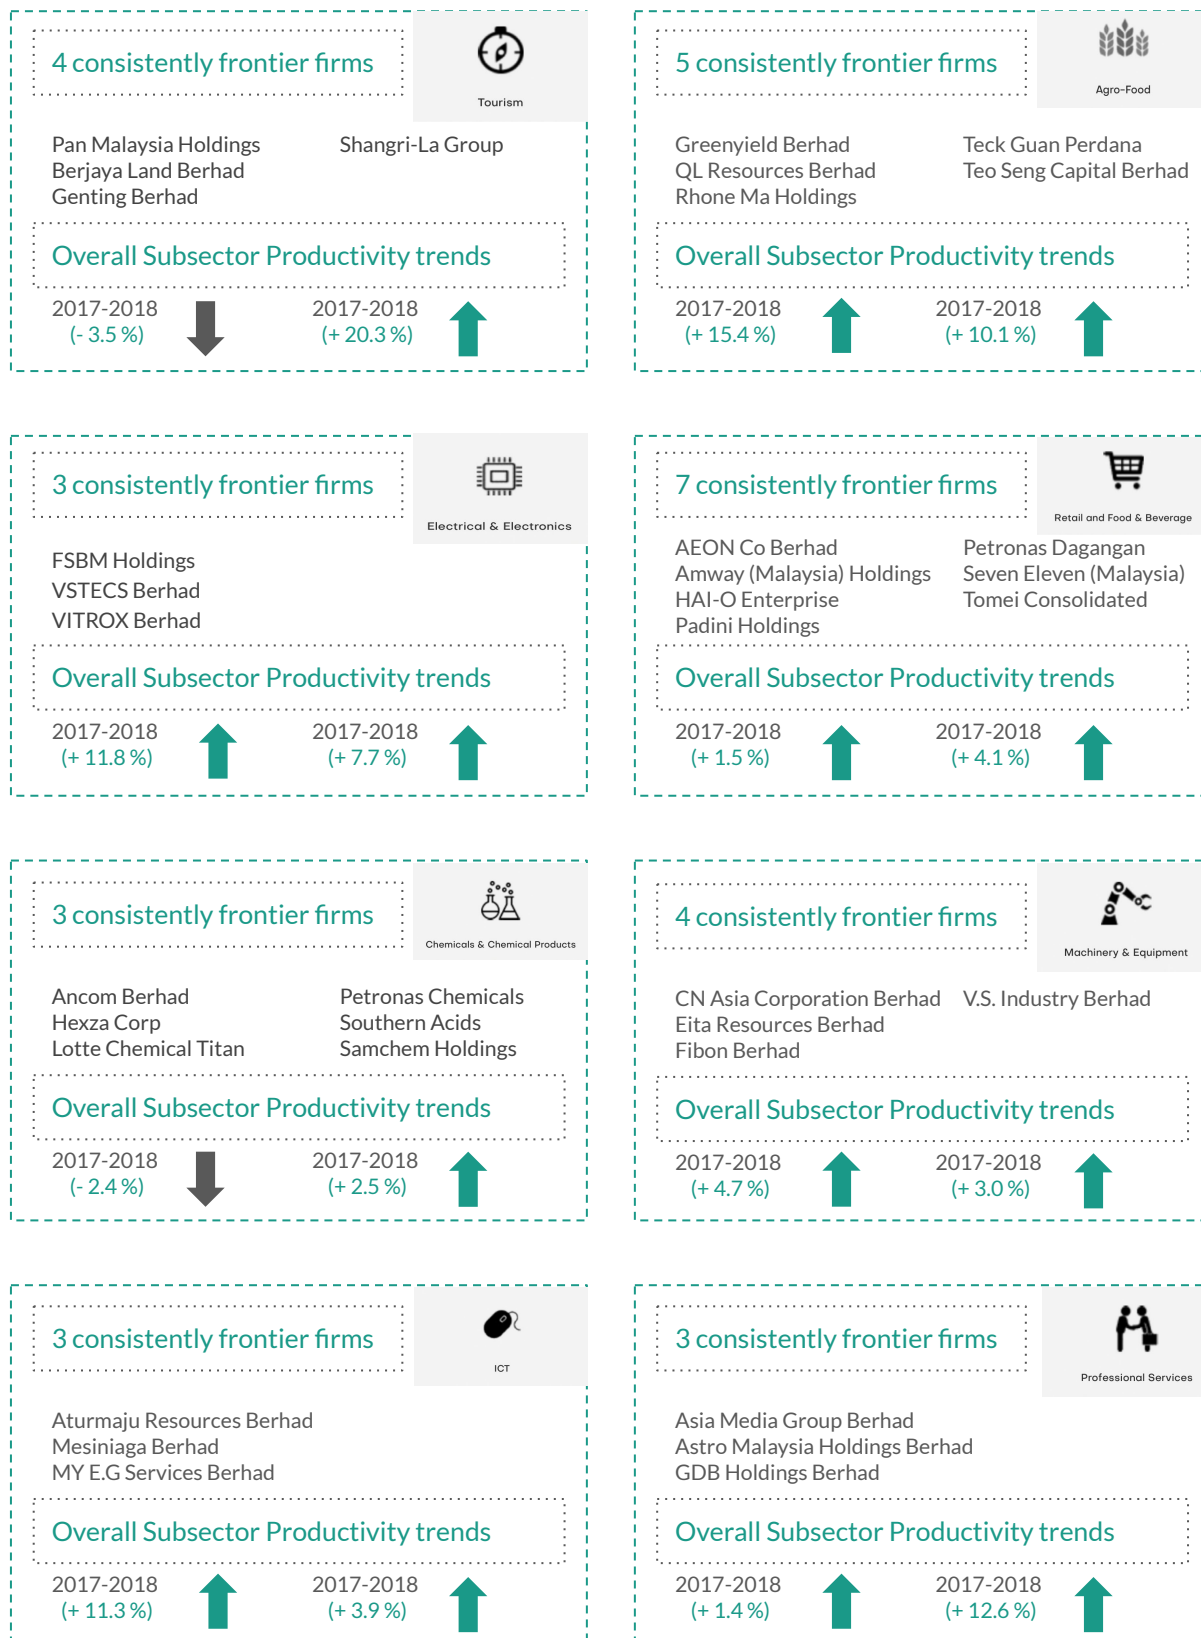 4 consistently frontier firms
Tourism
Pan Malaysia Holdings
Berjaya Land Berhad
Genting Berhad
Shangri-La Group
Overall Subsector Productivity trends
2017-2018
(- 3.5 %)
2017-2018
(+ 20.3 %)
5 consistently frontier firms
Agro-Food
Greenyield Berhad
QL Resources Berhad
Rhone Ma Holdings
Teck Guan Perdana
Teo Seng Capital Berhad
Overall Subsector Productivity trends
2017-2018
(+ 15.4 %)
2017-2018
(+ 10.1 %)
3 consistently frontier firms
Electrical & Electronics
FSBM Holdings
VSTECS Berhad
VITROX Berhad
Overall Subsector Productivity trends
2017-2018
(+ 11.8 %)
2017-2018
(+ 7.7 %)
7 consistently frontier firms
Retail and Food & Beverage
AEON Co Berhad
Amway (Malaysia) Holdings
HAI-O Enterprise
Padini Holdings
Petronas Dagangan
Seven Eleven (Malaysia)
Tomei Consolidated
Overall Subsector Productivity trends
2017-2018
(+ 1.5 %)
2017-2018
(+ 4.1 %)
3 consistently frontier firms
Chemicals & Chemical Products
Ancom Berhad
Hexza Corp
Lotte Chemical Titan
Petronas Chemicals
Southern Acids
Samchem Holdings
Overall Subsector Productivity trends
2017-2018
(- 2.4 %)
2017-2018
(+ 2.5 %)
4 consistently frontier firms
Machinery & Equipment
CN Asia Corporation Berhad
Eita Resources Berhad
Fibon Berhad
V.S. Industry Berhad
Overall Subsector Productivity trends
2017-2018
(+ 4.7 %)
2017-2018
(+ 3.0 %)
3 consistently frontier firms
ICT
Aturmaju Resources Berhad
Mesiniaga Berhad
MY E.G Services Berhad
Overall Subsector Productivity trends
2017-2018
(+ 11.3 %)
2017-2018
(+ 3.9 %)
3 consistently frontier firms
Professional Services
Asia Media Group Berhad
Astro Malaysia Holdings Berhad
GDB Holdings Berhad
Overall Subsector Productivity trends
2017-2018
(+ 1.4 %)
2017-2018
(+ 12.6 %)